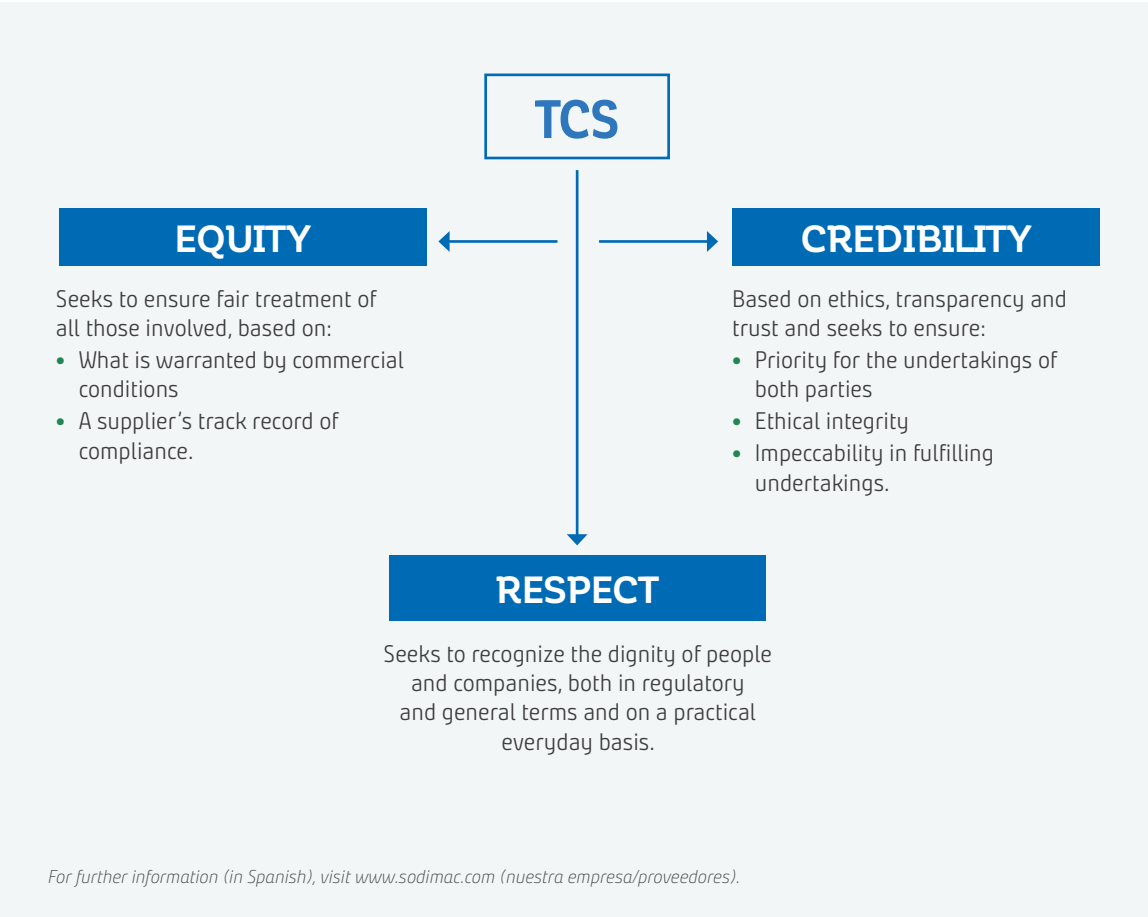 TCS
EQUITY
Seeks to ensure fair treatment of
all those involved, based on:
• What is warranted by commercial
conditions
• A supplier's track record of
compliance.
CREDIBILITY
Based on ethics, transparency and
trust and seeks to ensure:
• Priority for the undertakings of
both parties
• Ethical integrity
• Impeccability in fulfilling
undertakings.
RESPECT
Seeks to recognize the dignity of people
and companies, both in regulatory
and general terms and on a practical
everyday basis.
For further information (in Spanish), visit www.sodimac.com (nuestra empresa/proveedores).